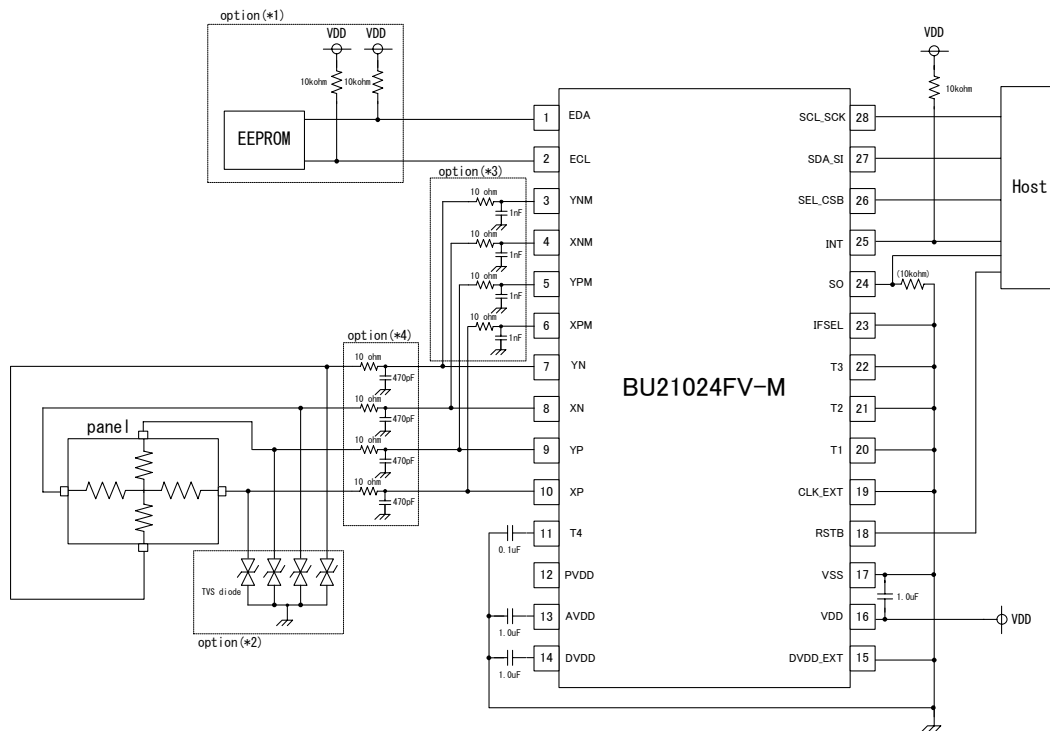 option(*1)
VDD VDD
10kohm 10kohm
EEPROM
option(*3)
10 ohm
1nF
10 ohm
1nF
10 ohm
1nF
10 ohm
1nF
option(*4)
10 ohm
470pF
10 ohm
470pF
10 ohm
470pF
10 ohm
470pF
panel
TVS diode
option(*2)
0.1uF
1.0uF
1.0uF
1 EDA
2 ECL
3 YNM
4 XNM
5 YPM
6 XPM
7 YN
8 XN
9 YP
10 XP
11 T4
12 PVDD
13 AVDD
14 DVDD
BU21024FV-M
SCL_SCK 28
SDA_SI 27
SEL_CSB 26
INT 25
SO 24
IFSEL 23
T3 22
T2 21
T1 20
CLK_EXT 19
RSTB 18
VSS 17
VDD 16
DVDD_EXT 15
VDD
10kohm
(10kohm)
Host
1.0uF
VDD